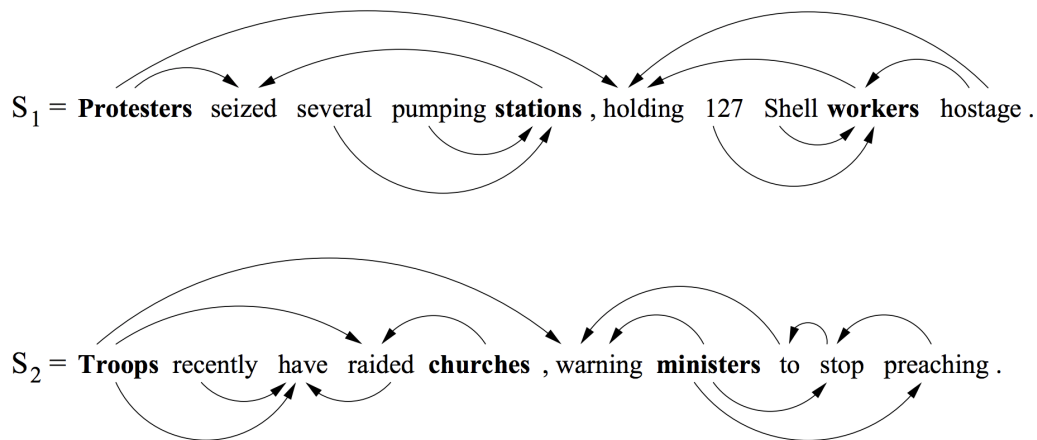 S1 = Protesters seized several pumping stations , holding 127 Shell workers hostage .
S2 = Troops recently have raided churches , warning ministers to stop preaching .